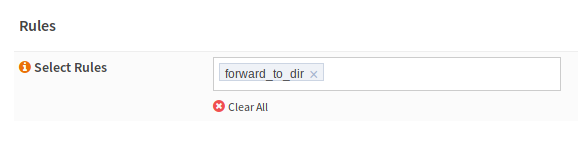 Rules
Select Rules
forward_to_dir ×
Clear All